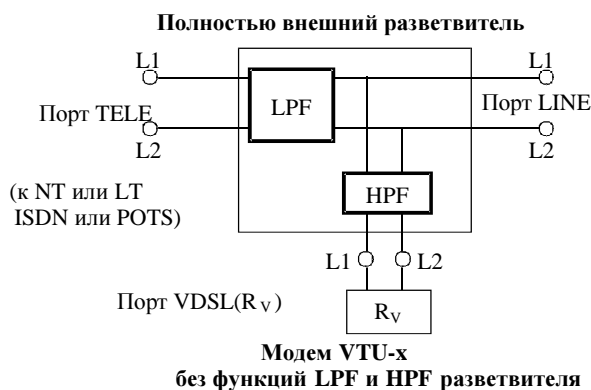 Полностью внешний разветвитель
L1
L1
LPF
Порт TELE
Порт LINE
L2
L2
(к NT или LT
ISDN или POTS)
HPF
L1
L2
Порт VDSL(RV)
RV
Модем VTU-x
без функций LPF и HPF разветвителя